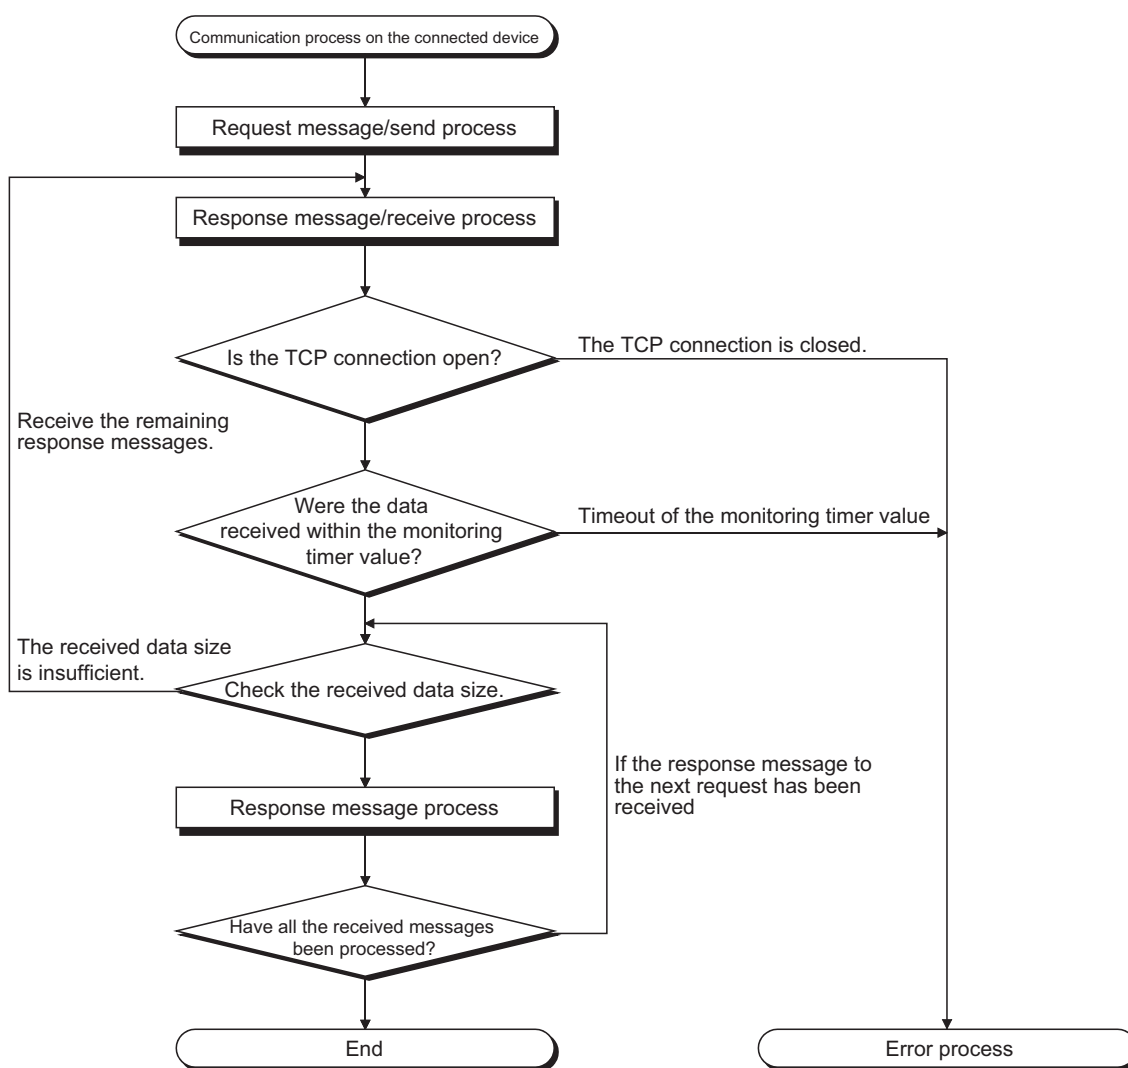 Communication process on the connected device
Request message/send process
Response message/receive process
Is the TCP connection open?
The TCP connection is closed.
Receive the remaining
response messages.
Were the data
received within the monitoring
timer value?
Timeout of the monitoring timer value
The received data size
is insufficient.
Check the received data size.
If the response message to
the next request has been
received
Response message process
Have all the received messages
been processed?
End
Error process